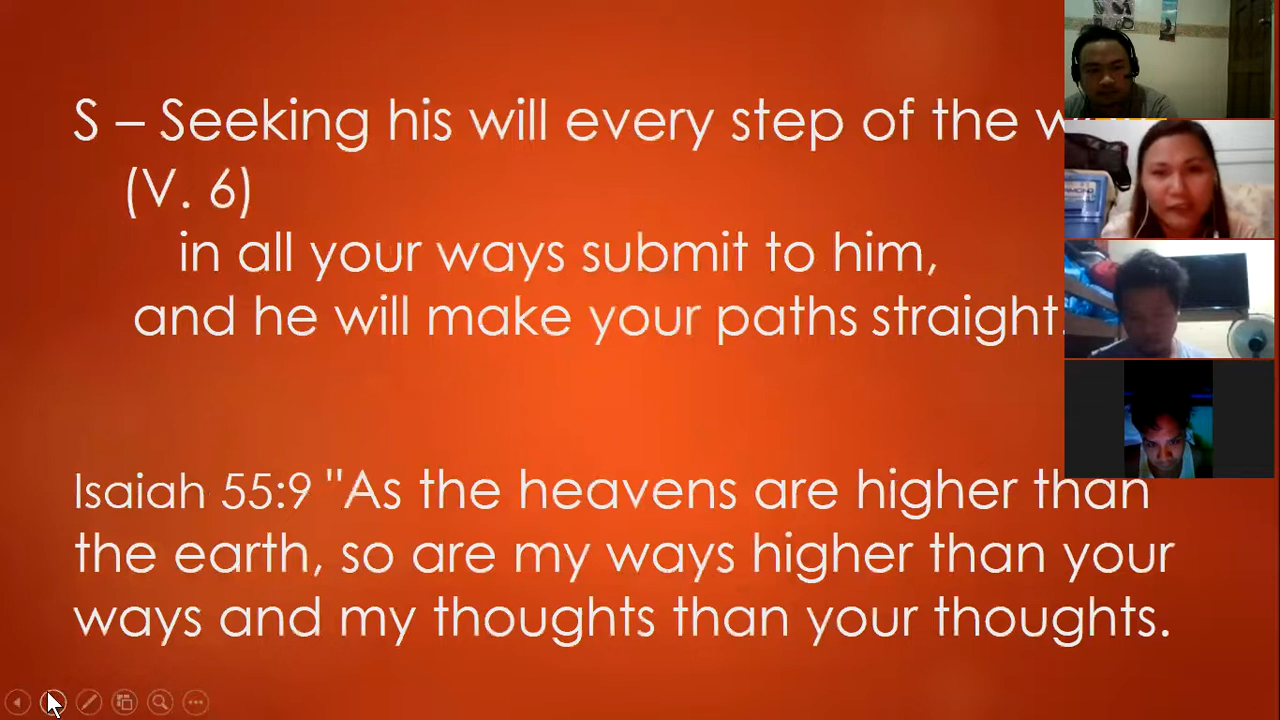 S – Seeking his will every step of the
(V. 6)
in all your ways submit to him,
and he will make your paths straight.
Isaiah 55:9 "As the heavens are higher than
the earth, so are my ways higher than your
ways and my thoughts than your thoughts.